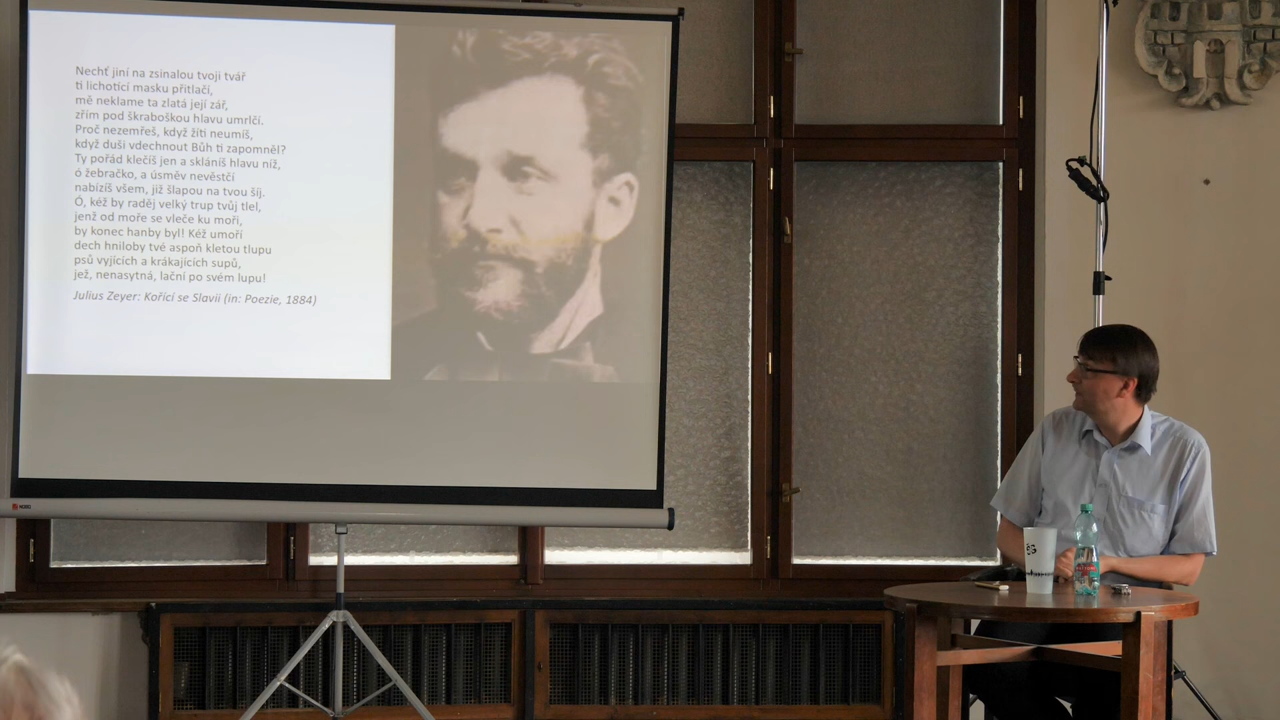 Nechť jiní na zsinalou tvoji tvář
ti lichotící masku přitlačí,
mě neklame ta zlatá její zář,
zřím pod škraboškou hlavu umrlčí.
Proč nezemřeš, když žíti neumíš,
když duši vdechnout Bůh ti zapomněl?
Ty pořád klečíš jen a skláníš hlavu níž,
ó žebračko, a úsměv nevěstčí
nabízíš všem, již šlapou na tvou šíj.
Ó, kéž by raděj velký trup tvůj tlel,
jenž od moře se vleče ku moři,
by konec hanby byl! Kéž umoří
dech hniloby tvé aspoň kletou tlupu
psů vyjících a krákajících supů,
jež, nenasytná, lační po svém lupu!
Julius Zeyer: Kořící se Slavii (in: Poezie, 1884)
NOBO